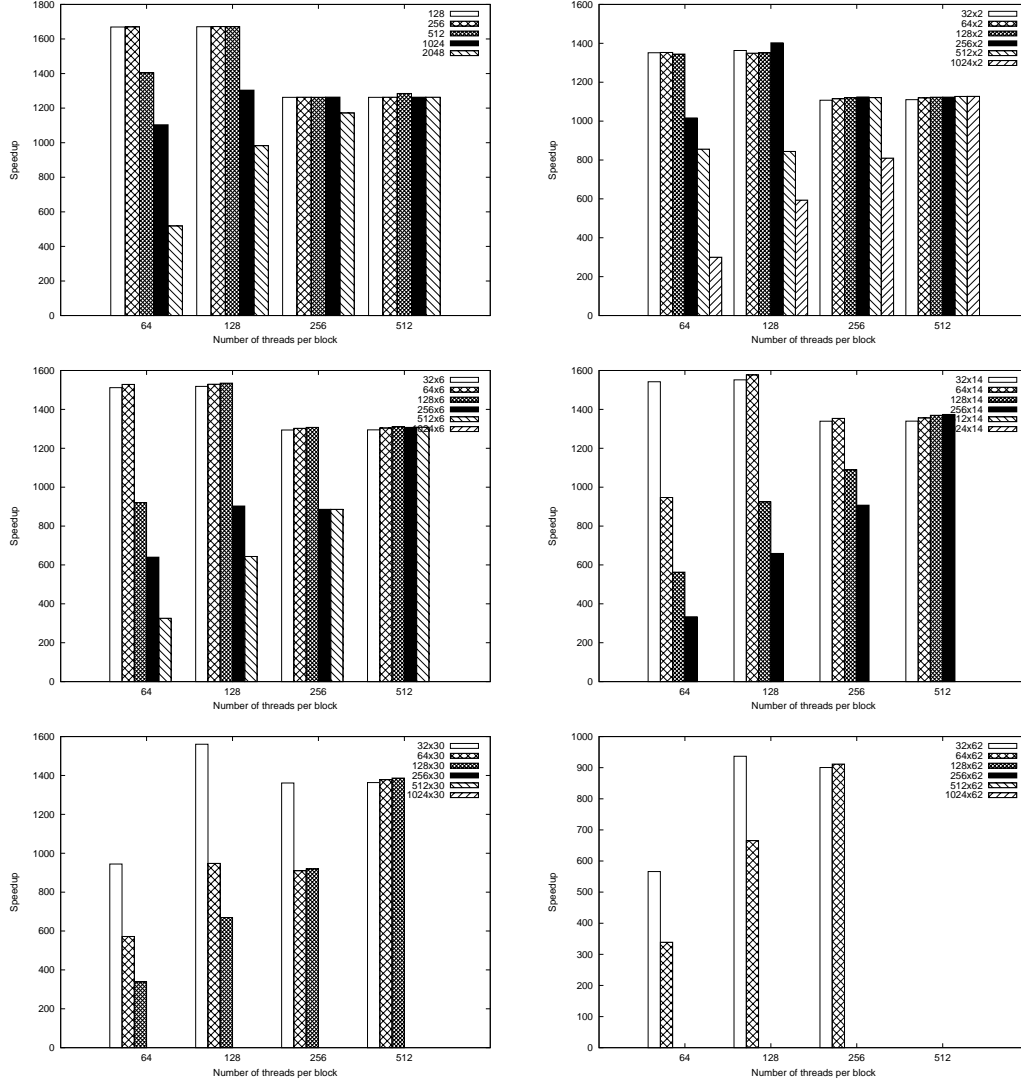 1800
1600
1400
1200
1000
800
600
400
200
0
Speedup
64
128
256
512
Number of threads per block
128
256
512
1024
2048
1600
1400
1200
1000
800
600
400
200
0
Speedup
64
128
256
512
Number of threads per block
32x2
64x2
128x2
256x2
512x2
1024x2
1600
1400
1200
1000
800
600
400
200
0
Speedup
64
128
256
512
Number of threads per block
32x6
64x6
128x6
256x6
512x6
1024x6
1600
1400
1200
1000
800
600
400
200
0
Speedup
64
128
256
512
Number of threads per block
32x14
64x14
128x14
256x14
12x14
24x14
1600
1400
1200
1000
800
600
400
200
0
Speedup
64
128
256
512
Number of threads per block
32x30
64x30
128x30
256x30
512x30
1024x30
1000
900
800
700
600
500
400
300
200
100
0
Speedup
64
128
256
512
Number of threads per block
32x62
64x62
128x62
256x62
512x62
1024x62